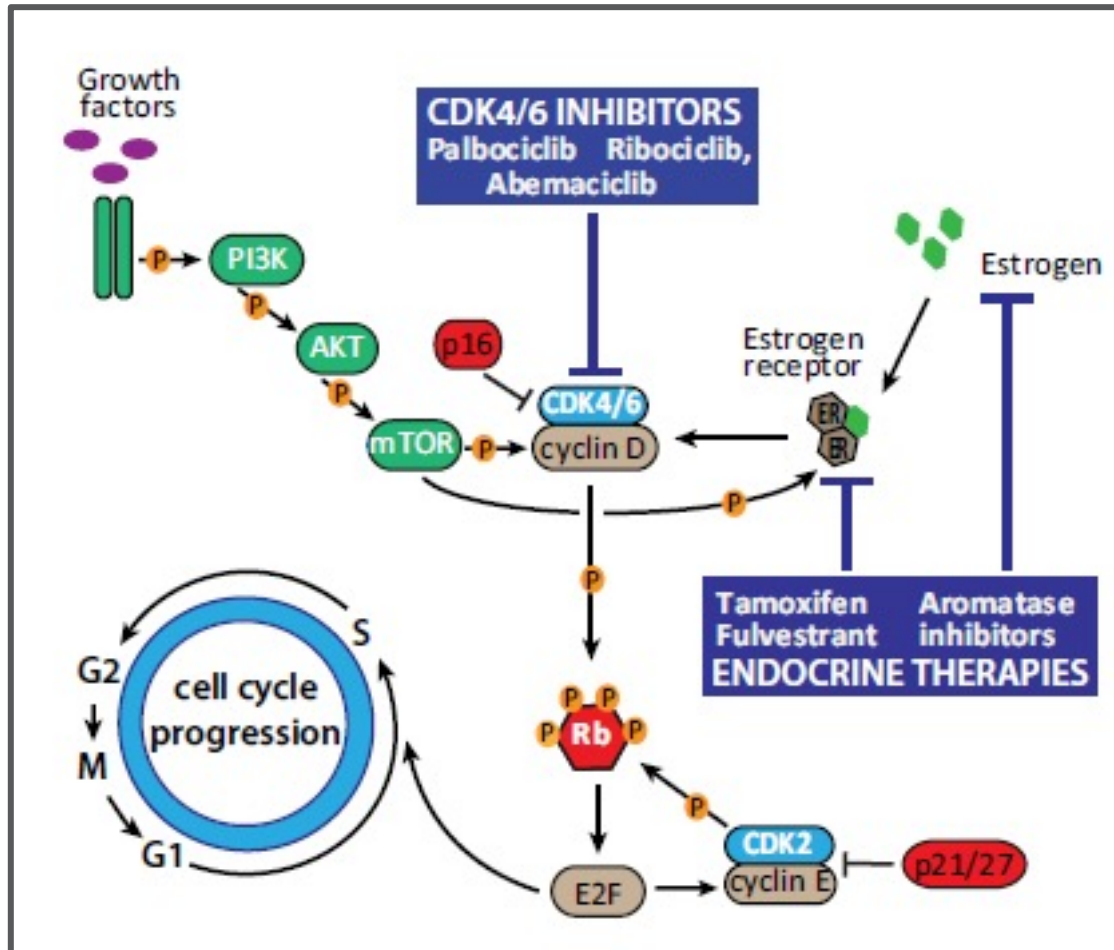 Growth
factors
CDK4/6 INHIBITORS
Palbociclib Ribociclib,
Abemaciclib
P
PI3K
Estrogen
P
AKT
p16
Estrogen
receptor
P
CDK4/6
ER
mTOR
P
cyclin D
ER
P
P
Tamoxifen Aromatase
Fulvestrant inhibitors
ENDOCRINE THERAPIES
S
G2
cell cycle
progression
M
G1
P P
P Rb P
P
CDK2
cyclin E
p21/27
E2F